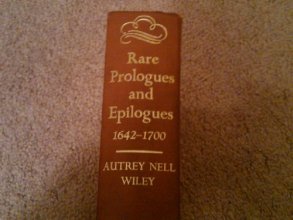 Rare
Prologues
and
Epilogues
1642-1700
AUTREY NELL
WILEY